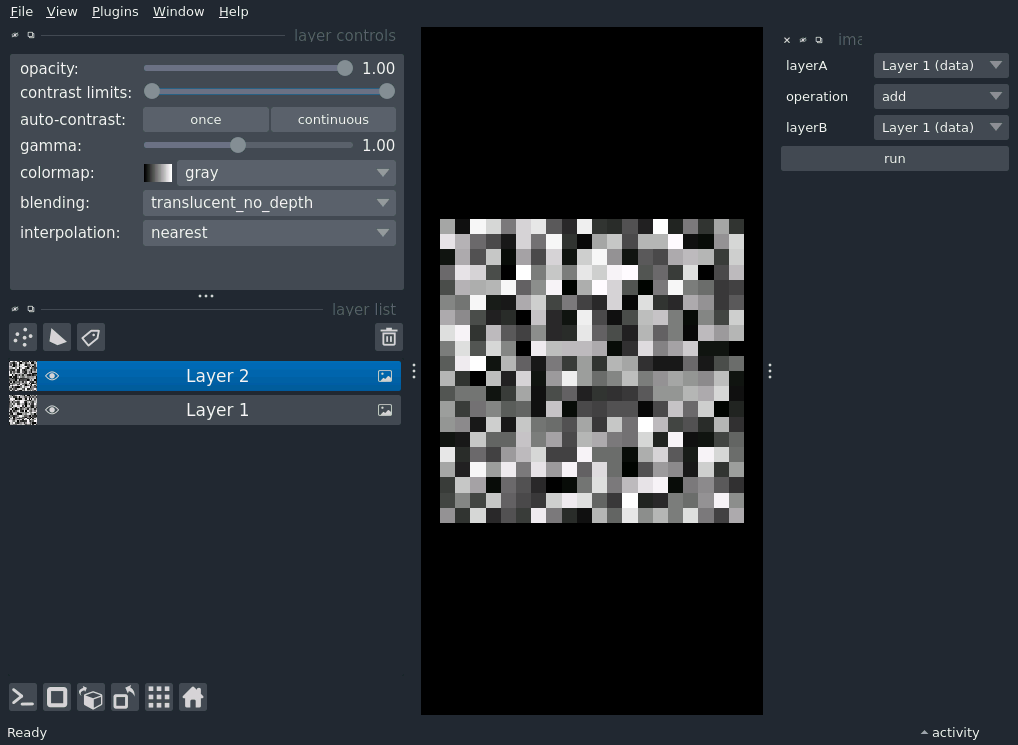 File View Plugins Window Help
layer controls
opacity: 1.00
contrast limits:
auto-contrast: once continuous
gamma: 1.00
colormap: gray
blending: translucent_no_depth
interpolation: nearest
layer list
Layer 2
Layer 1
ima
layerA Layer 1 (data)
operation add
layerB Layer 1 (data)
run
Ready
activity